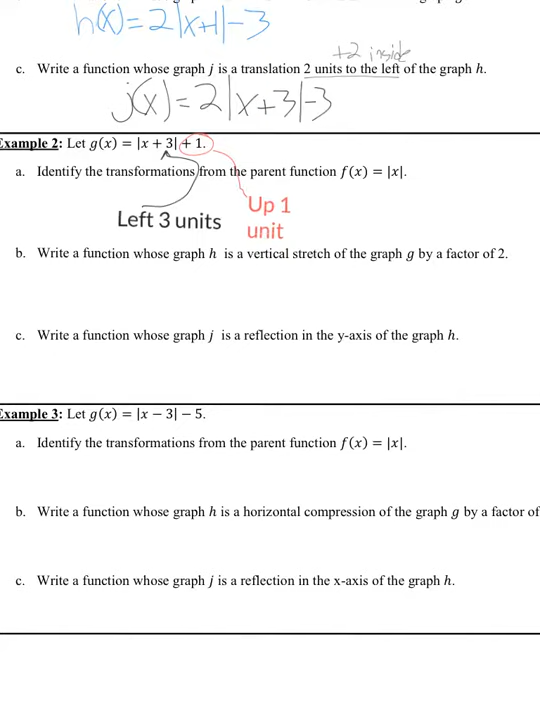 h(x) = 2|x+1| - 3
+2 inside
c. Write a function whose graph j is a translation 2 units to the left of the graph h.
j(x) = 2|x+3|-3
Example 2: Let g(x) = |x + 3| + 1.
a. Identify the transformations from the parent function f(x) = |x|.
Left 3 units
Up 1
unit
b. Write a function whose graph h is a vertical stretch of the graph g by a factor of 2.
c. Write a function whose graph j is a reflection in the y-axis of the graph h.
Example 3: Let g(x) = |x − 3| − 5.
a. Identify the transformations from the parent function f(x) = |x|.
b. Write a function whose graph h is a horizontal compression of the graph g by a factor of
c. Write a function whose graph j is a reflection in the x-axis of the graph h.